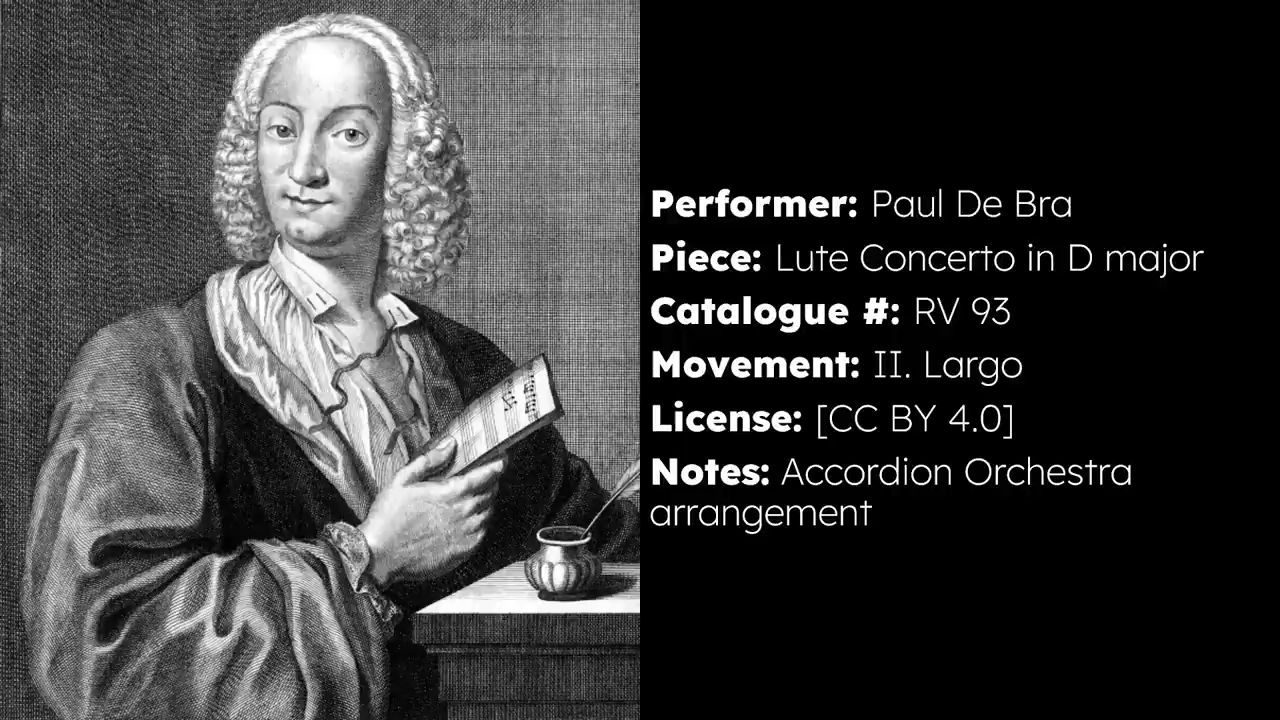 Performer: Paul De Bra
Piece: Lute Concerto in D major
Catalogue #: RV 93
Movement: II. Largo
License: [CC BY 4.0]
Notes: Accordion Orchestra
arrangement